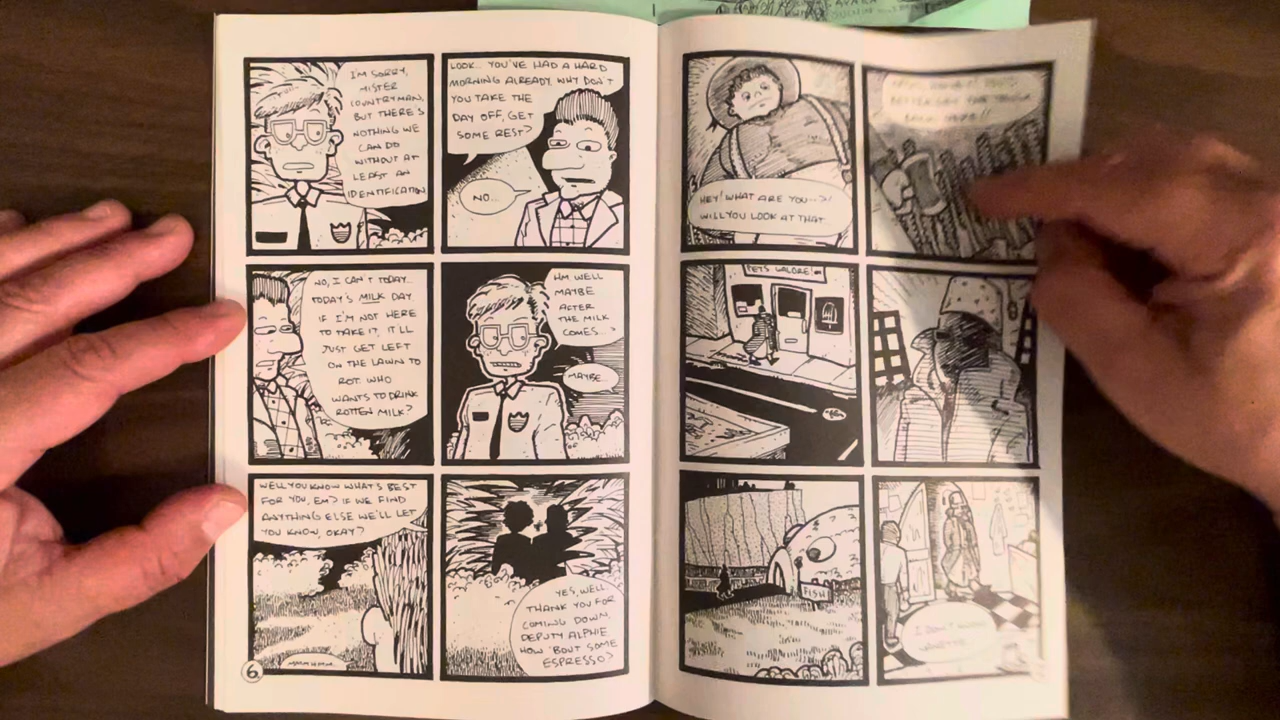 I'M SORRY,
MISTER
COUNTRYMAN,
BUT THERE'S
NOTHING WE
CAN DO
WITHOUT AT
LEAST AN
IDENTIFICATION.
LOOK... YOU'VE HAD A HARD
MORNING ALREADY. WHY DON'T
YOU TAKE THE
DAY OFF, GET
SOME REST?
NO...
NO, I CAN'T TODAY...
TODAY'S MILK DAY
IF I'M NOT HERE
TO TAKE IT, IT'LL
JUST GET LEFT
ON THE LAWN TO
ROT. WHO
WANTS TO DRINK
ROTTEN MILK?
HM WELL
MAYBE
AFTER
THE MILK
COMES...?
MAYBE...
WELL YOU KNOW WHAT'S BEST
FOR YOU, EM? IF WE FIND
ANYTHING ELSE WE'LL LET
YOU KNOW, OKAY?
YES, WELL
THANK YOU FOR
COMING DOWN,
DEPUTY ALPHIE
HOW 'BOUT SOME
ESPRESSO?
6
HEY! WHAT ARE YOU--?!
WILL YOU LOOK AT THAT
PETS GALORE!
FISH
I DON'T